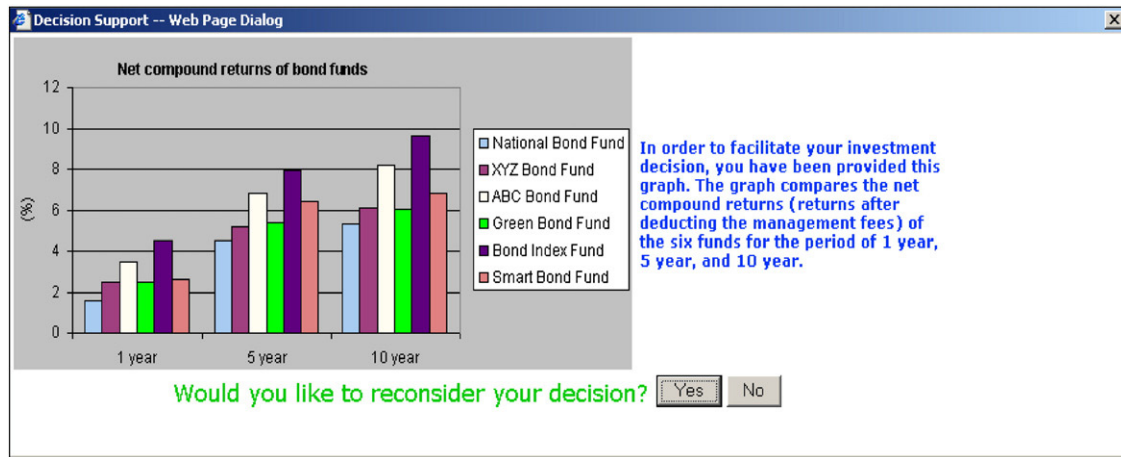 Decision Support -- Web Page Dialog
Net compound returns of bond funds
12
10
8
6
4
2
0
(%)
1 year
5 year
10 year
National Bond Fund
XYZ Bond Fund
ABC Bond Fund
Green Bond Fund
Bond Index Fund
Smart Bond Fund
In order to facilitate your investment
decision, you have been provided this
graph. The graph compares the net
compound returns (returns after
deducting the management fees) of
the six funds for the period of 1 year,
5 year, and 10 year.
Would you like to reconsider your decision?
Yes
No